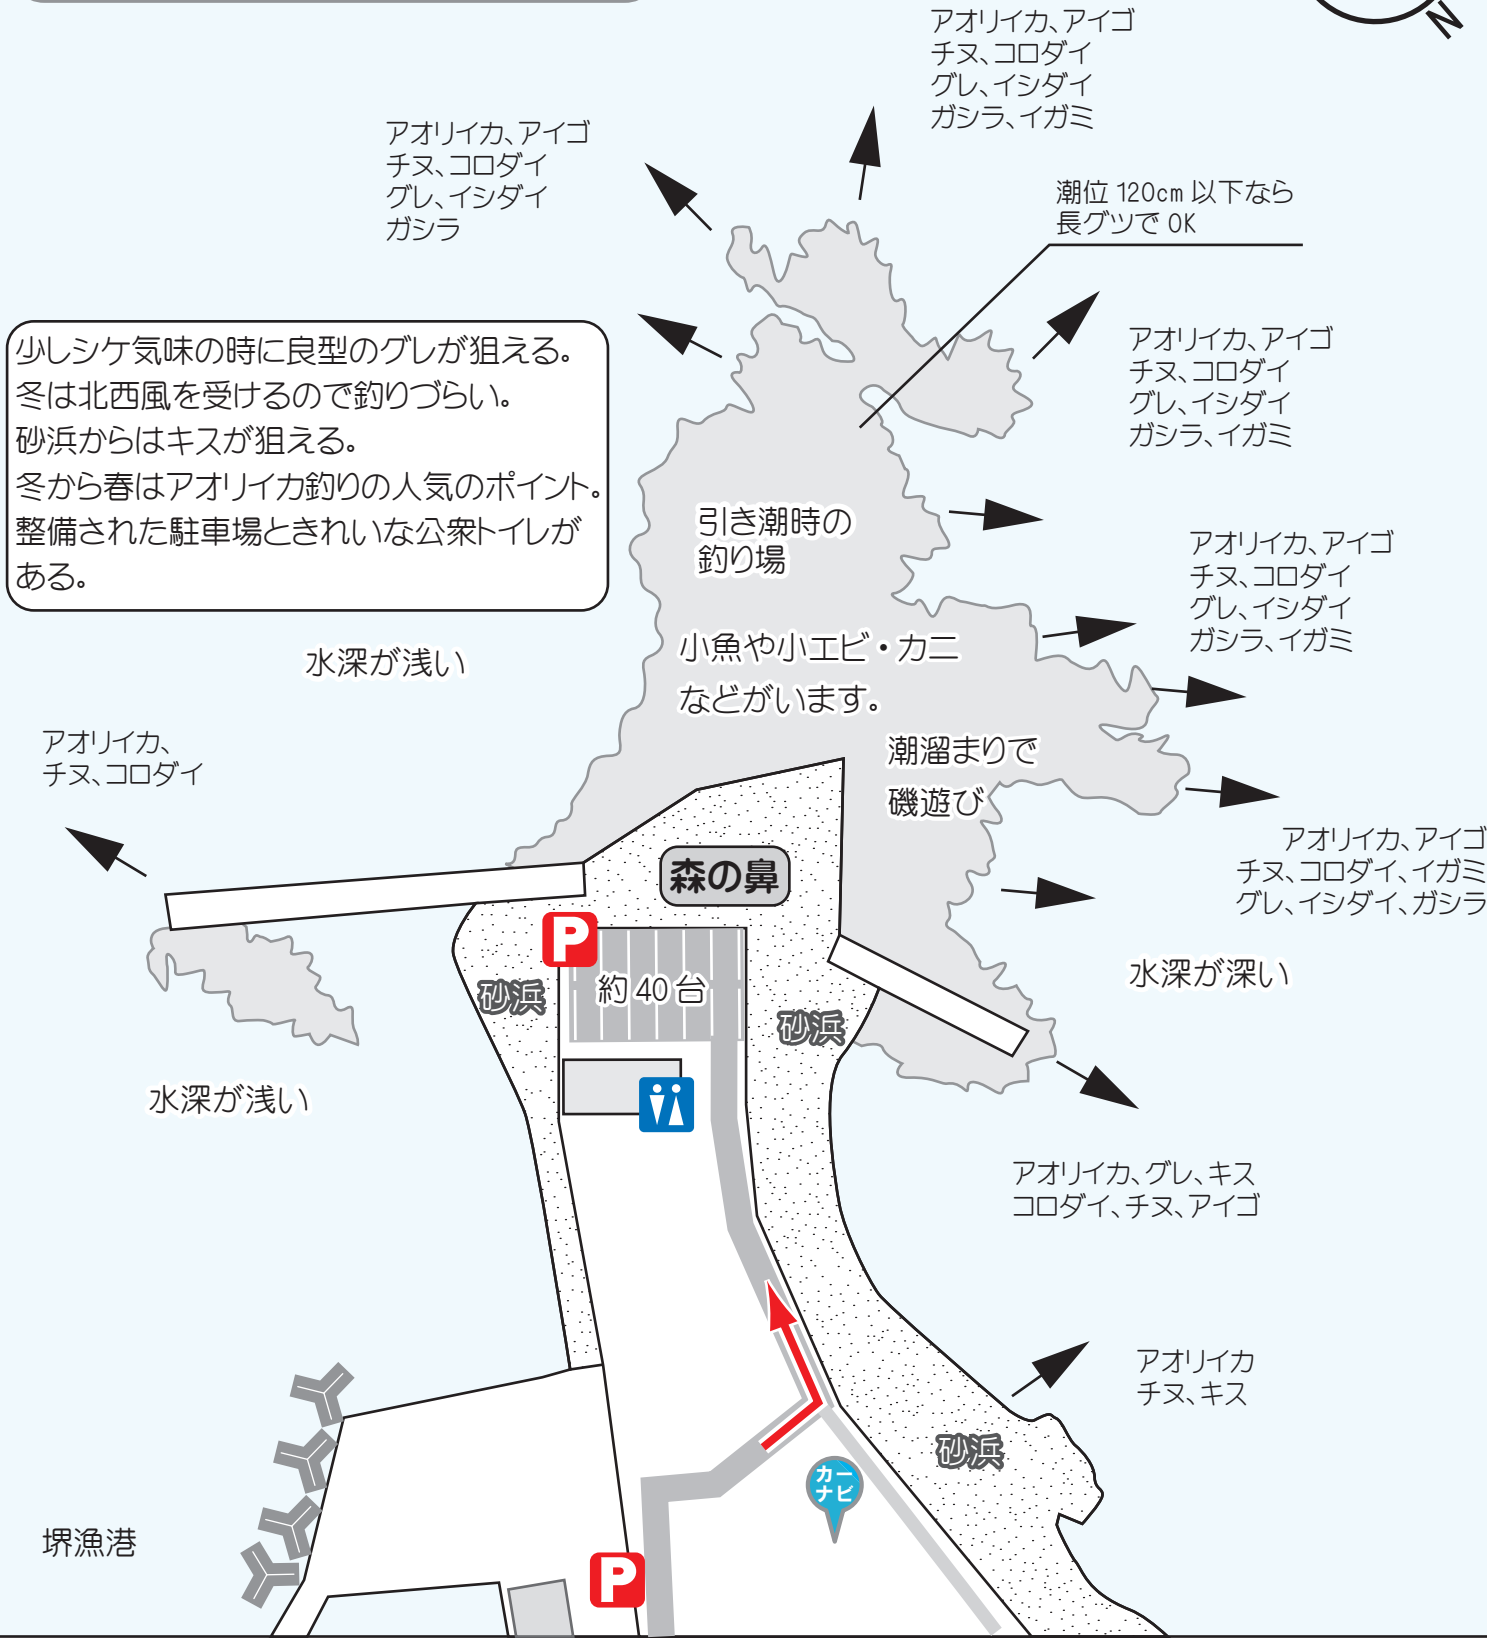 N
アオリイカ、アイゴ
チヌ、コロダイ
グレ、イシダイ
ガシラ、イガミ
アオリイカ、アイゴ
チヌ、コロダイ
グレ、イシダイ
ガシラ
潮位 120cm 以下なら
長グツで OK
少しシケ気味の時に良型のグレが狙える。
冬は北西風を受けるので釣りづらい。
砂浜からはキスが狙える。
冬から春はアオリイカ釣りの人気のポイント。
整備された駐車場ときれいな公衆トイレが
ある。
アオリイカ、アイゴ
チヌ、コロダイ
グレ、イシダイ
ガシラ、イガミ
引き潮時の
釣り場
アオリイカ、アイゴ
チヌ、コロダイ
グレ、イシダイ
ガシラ、イガミ
水深が浅い
小魚や小エビ・カニ
などがいます。
アオリイカ、
チヌ、コロダイ
潮溜まりで
磯遊び
アオリイカ、アイゴ
チヌ、コロダイ、イガミ
グレ、イシダイ、ガシラ
森の鼻
P
約 40 台
砂浜
砂浜
水深が深い
水深が浅い
アオリイカ、グレ、キス
コロダイ、チヌ、アイゴ
アオリイカ
チヌ、キス
砂浜
カー
ナビ
堺漁港
P